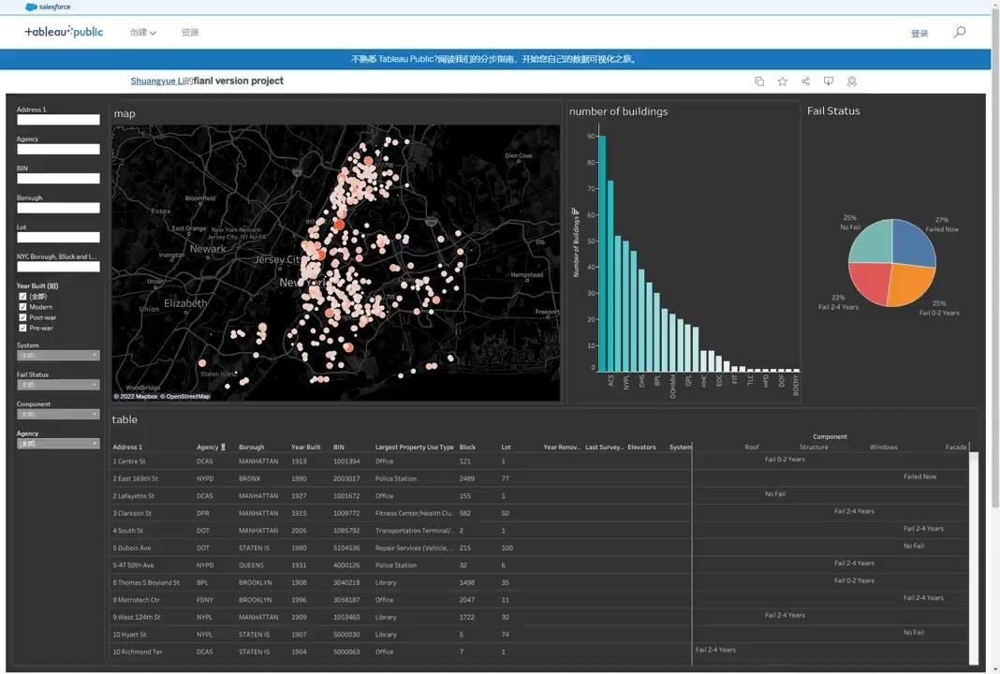 salesforce
+ableau:public
创建
资源
登录
不熟悉 Tableau Public?阅读我们的分步指南，开始您自己的数据可视化之旅。
Shuangyue Li的fianl version project
Address 1
Agency
BIN
Borough
Lot
NYC Borough, Block and l...
Year Built (组)
(全部)
Modern
Post-war
Pre-war
System
(全部)
Fail Status
(全部)
Component
(全部)
Agency
(全部)
map
Glen Cove
Bloomfield
Essex
East Orange
New York-Newark-
Jersey City, NY-NJ-PA
Irvington
Newark
Jersey Cit
Union
New York
Hempstead
Union
Elizabeth
Freeport
Staten Island
Woodbridge
© 2022 Mapbox © OpenStreetMap
number of buildings
Number of Buildings
90
80
70
60
50
40
30
20
10
0
ACS
NYPL
DHS
BPL
DOHMH
QPL
HHC
EDC
FIT
TLC
HPD
DOF
BOENY
Fail Status
25%
No Fail
27%
Failed Now
23%
Fail 2-4 Years
25%
Fail 0-2 Years
table
Component
Address 1 Agency Borough Year Built BIN Largest Property Use Type Block Lot Year Renov.. Last Survey.. Elevators System Roof Structure Windows Facade
1 Centre St DCAS MANHATTAN 1913 1001394 Office 121 1 Fail 0-2 Years
2 East 169th St NYPD BRONX 1990 2003017 Police Station 2489 77 Failed Now
2 Lafayette St DCAS MANHATTAN 1927 1001672 Office 155 1 No Fail
3 Clarkson St DPR MANHATTAN 1915 1009772 Fitness Center/Health Clu.. 582 50 Fail 2-4 Years
4 South St DOT MANHATTAN 2005 1085792 Transportation Terminal/.. 2 1 Fail 2-4 Years
5 Dubois Ave DOT STATEN IS 1980 5104536 Repair Services (Vehicle, .. 215 100 No Fail
5-47 50th Ave NYPD QUEENS 1931 4000126 Police Station 32 6 Fail 2-4 Years
8 Thomas S Boyland St BPL BROOKLYN 1908 3040218 Library 1498 35 Fail 0-2 Years
9 Metrotech Ctr FDNY BROOKLYN 1996 3058187 Office 2047 11 Fail 2-4 Years
9 West 124th St NYPL MANHATTAN 1909 1053460 Library 1722 30 Fail 2-4 Years
10 Hyatt St NYPL STATEN IS 1907 5000030 Library 5 74 No Fail
10 Richmond Ter DCAS STATEN IS 1904 5000063 Office 7 1 Fail 2-4 Years